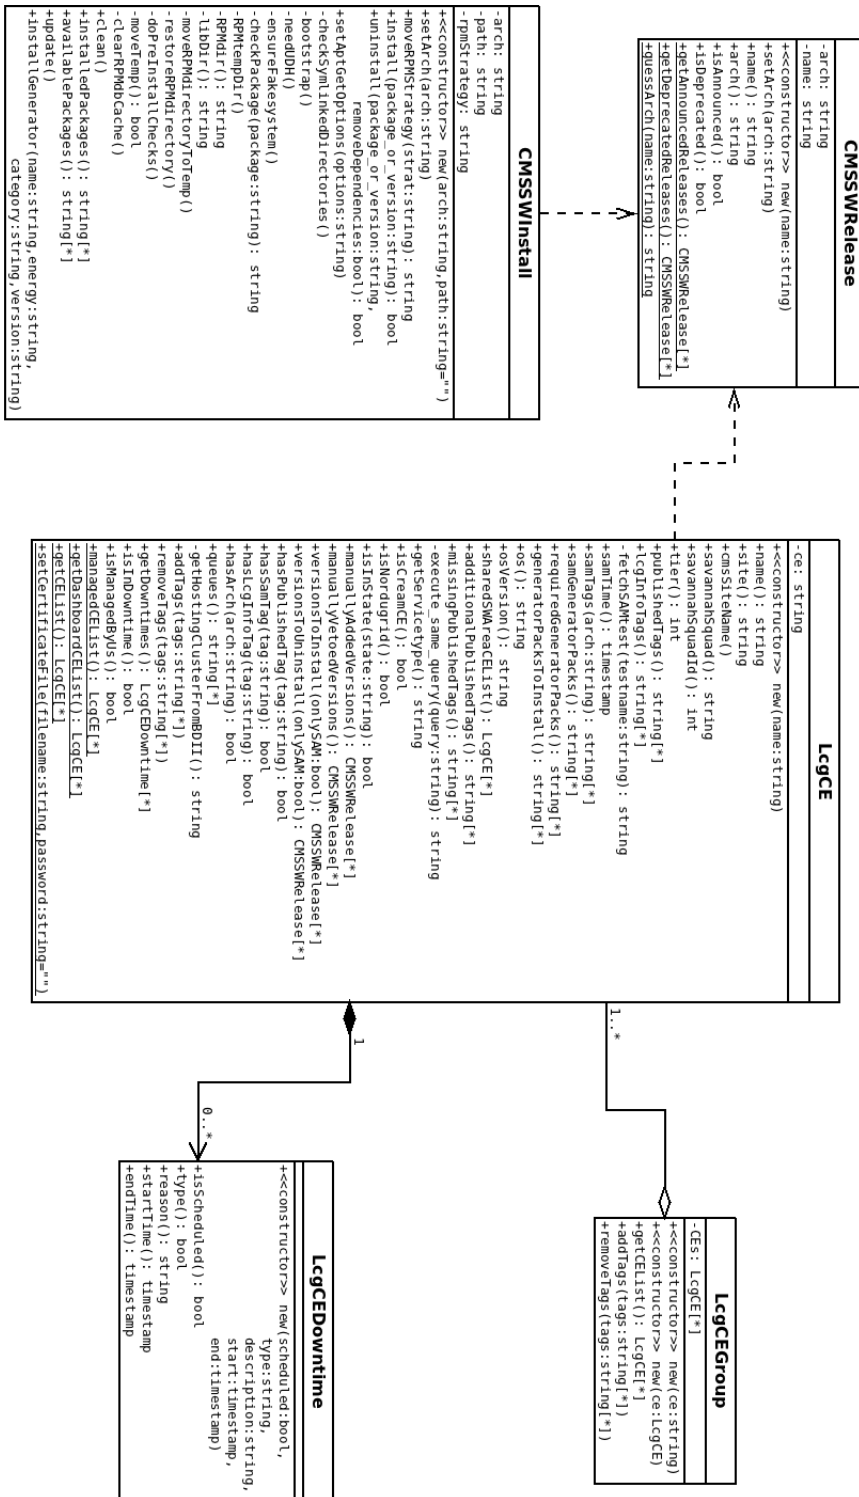 CMSSWRelease
-arch: string
-name: string
+<<constructor>> new(name:string)
+setArch(arch:string)
+name(): string
+arch(): string
+isAnnounced(): bool
+isDeprecated(): bool
+getAnnouncedReleases(): CMSSWRelease[*]
+getDeprecatedReleases(): CMSSWRelease[*]
+guessArch(name:string): string
CMSSWInstall
-arch: string
-path: string
-rpmStrategy: string
+<<constructor>> new(arch:string,path:string="")
+setArch(arch:string)
+moveRPMStrategy(strat:string): string
+install(package_or_version:string): bool
+uninstall(package_or_version:string,
removeDependencies:bool): bool
+setAptGetOptions(options:string)
-checkSymlinkedDirectories()
-bootstrap()
-needUDH()
-ensureFakesystem()
-checkPackage(package:string): string
-RPMtempDir()
-RPMdir(): string
-libDir(): string
-moveRPMdirectoryToTemp()
-restoreRPMdirectory()
-doPreInstallChecks()
-moveTemp(): bool
-clearRPMdbCache()
+clean()
+installedPackages(): string[*]
+availablePackages(): string[*]
+update()
+installGenerator(name:string,energy:string,
category:string,version:string)
LcgCE
-ce: string
+<<constructor>> new(name:string)
+name(): string
+site(): string
+cmsSiteName()
+savannahSquad(): string
+savannahSquadId(): int
+tier(): int
+publishedTags(): string[*]
+lcgInfoTags(): string[*]
-fetchSAMtest(testname:string): string
+samTime(): timestamp
+samTags(arch:string): string[*]
+samGeneratorPacks(): string[*]
+requiredGeneratorPacks(): string[*]
+generatorPacksToInstall(): string[*]
+os(): string
+osVersion(): string
+sharedSWAreaCEList(): LcgCE[*]
+additionalPublishedTags(): string[*]
+missingPublishedTags(): string[*]
-execute_same_query(query:string): string
+getServicetype(): string
+isCreamCE(): bool
+isNordugrid(): bool
+isInState(state:string): bool
+manuallyAddedVersions(): CMSSWRelease[*]
+manuallyVetoedVersions(): CMSSWRelease[*]
+versionsToInstall(onlySAM:bool): CMSSWRelease[*]
+versionsToUninstall(onlySAM:bool): CMSSWRelease[*]
+hasPublishedTag(tag:string): bool
+hasSamTag(tag:string): bool
+hasLcgInfoTag(tag:string): bool
+hasArch(arch:string): bool
+queues(): string[*]
-getHostingClusterFromBDII(): string
+addTags(tags:string[*])
+removeTags(tags:string[*])
+getDowntimes(): LcgCEDowntime[*]
+isInDowntime(): bool
+isManagedByUs(): bool
+managedCEList(): LcgCE[*]
+getDashboardCEList(): LcgCE[*]
+getCEList(): LcgCE[*]
+setCertificateFile(filename:string,password:string="")
1..*
1
0..*
LcgCEGroup
-CEs: LcgCE[*]
+<<constructor>> new(ce:string)
+<<constructor>> new(ce:LcgCE)
+getCEList(): LcgCE[*]
+addTags(tags:string[*])
+removeTags(tags:string[*])
LcgCEDowntime
+<<constructor>> new(scheduled:bool,
type:string,
description:string,
start:timestamp,
end:timestamp)
+isScheduled(): bool
+type(): bool
+reason(): string
+startTime(): timestamp
+endTime(): timestamp